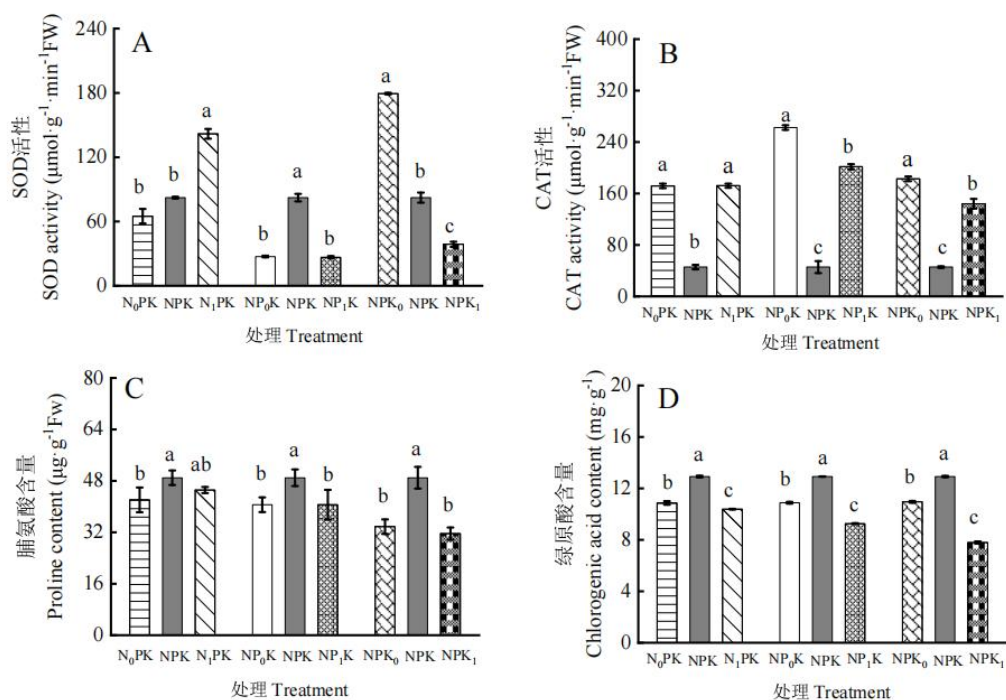 A
SOD活性
SOD activity (μmol·g⁻¹·min⁻¹FW)
240
180
120
60
0
b
b
a
b
a
b
a
b
c
N₀PK NPK N₁PK NP₀K NPK NP₁K NPK₀ NPK NPK₁
处理 Treatment
B
CAT活性
CAT activity (μmol·g⁻¹·min⁻¹FW)
400
320
240
160
80
0
a
b
a
a
c
b
a
c
b
N₀PK NPK N₁PK NP₀K NPK NP₁K NPK₀ NPK NPK₁
处理 Treatment
C
脯氨酸含量
Proline content (μg·g⁻¹Fw)
80
64
48
32
16
0
b
a
ab
b
a
b
b
a
b
N₀PK NPK N₁PK NP₀K NPK NP₁K NPK₀ NPK NPK₁
处理 Treatment
D
绿原酸含量
Chlorogenic acid content (mg·g⁻¹)
20
16
12
8
4
0
b
a
c
b
a
c
b
a
c
N₀PK NPK N₁PK NP₀K NPK NP₁K NPK₀ NPK NPK₁
处理 Treatment